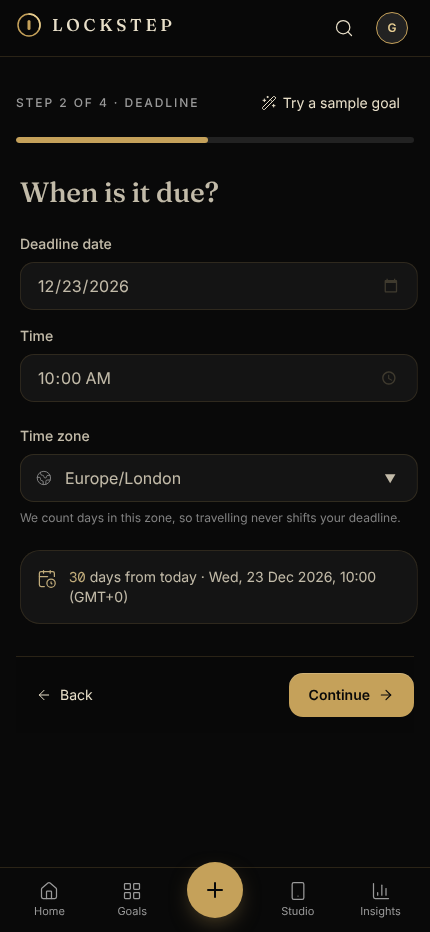 LOCKSTEP
G
STEP 2 OF 4 · DEADLINE
Try a sample goal
When is it due?
Deadline date
12/23/2026
Time
10:00 AM
Time zone
Europe/London
We count days in this zone, so travelling never shifts your deadline.
30 days from today · Wed, 23 Dec 2026, 10:00
(GMT+0)
Back
Continue
Home
Goals
Studio
Insights